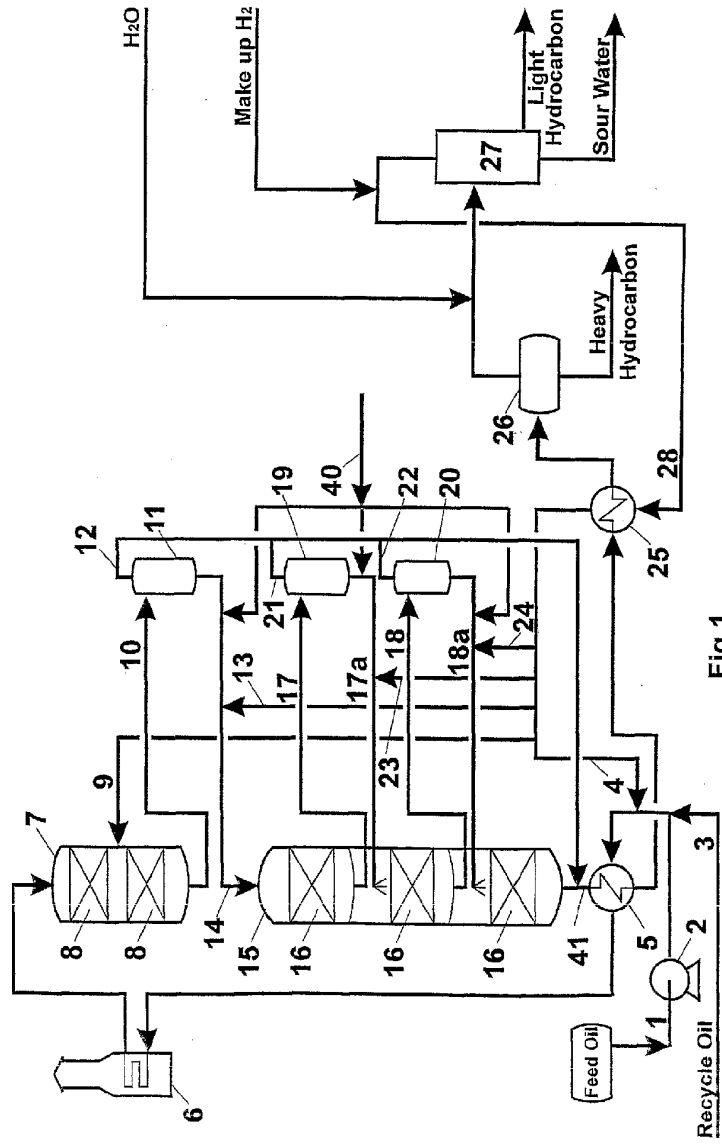 H₂O
Make up H₂
27
Light
Hydrocarbon
Sour Water
Heavy
Hydrocarbon
26
28
25
40
12
11
19
22
20
21
10
17
18
17a
18a
13
23
24
9
4
7
8
8
14
15
16
16
16
41
5
3
2
1
6
Feed Oil
Recycle Oil
Fig 1